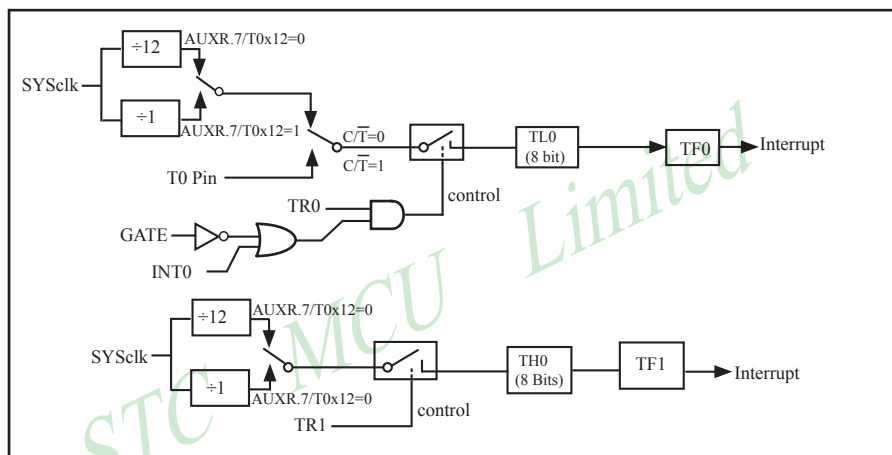 ÷12
AUXR.7/T0x12=0
SYSclk
÷1
AUXR.7/T0x12=1
C/T̅=0
C/T̅=1
T0 Pin
TL0
(8 bit)
TF0
Interrupt
control
TR0
GATE
INT0
÷12
AUXR.7/T0x12=0
SYSclk
÷1
AUXR.7/T0x12=0
TH0
(8 Bits)
TF1
Interrupt
control
TR1
STC MCU Limited